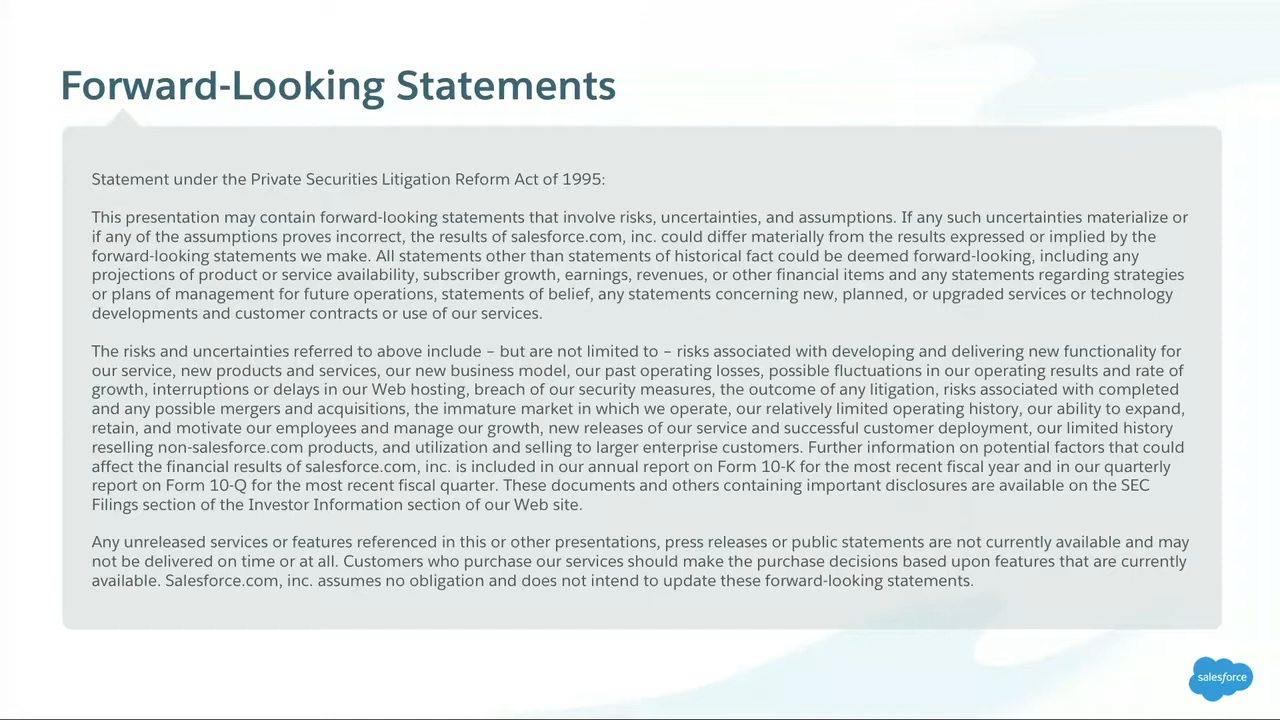 Forward-Looking Statements
Statement under the Private Securities Litigation Reform Act of 1995:
This presentation may contain forward-looking statements that involve risks, uncertainties, and assumptions. If any such uncertainties materialize or
if any of the assumptions proves incorrect, the results of salesforce.com, inc. could differ materially from the results expressed or implied by the
forward-looking statements we make. All statements other than statements of historical fact could be deemed forward-looking, including any
projections of product or service availability, subscriber growth, earnings, revenues, or other financial items and any statements regarding strategies
or plans of management for future operations, statements of belief, any statements concerning new, planned, or upgraded services or technology
developments and customer contracts or use of our services.
The risks and uncertainties referred to above include – but are not limited to – risks associated with developing and delivering new functionality for
our service, new products and services, our new business model, our past operating losses, possible fluctuations in our operating results and rate of
growth, interruptions or delays in our Web hosting, breach of our security measures, the outcome of any litigation, risks associated with completed
and any possible mergers and acquisitions, the immature market in which we operate, our relatively limited operating history, our ability to expand,
retain, and motivate our employees and manage our growth, new releases of our service and successful customer deployment, our limited history
reselling non-salesforce.com products, and utilization and selling to larger enterprise customers. Further information on potential factors that could
affect the financial results of salesforce.com, inc. is included in our annual report on Form 10-K for the most recent fiscal year and in our quarterly
report on Form 10-Q for the most recent fiscal quarter. These documents and others containing important disclosures are available on the SEC
Filings section of the Investor Information section of our Web site.
Any unreleased services or features referenced in this or other presentations, press releases or public statements are not currently available and may
not be delivered on time or at all. Customers who purchase our services should make the purchase decisions based upon features that are currently
available. Salesforce.com, inc. assumes no obligation and does not intend to update these forward-looking statements.
salesforce